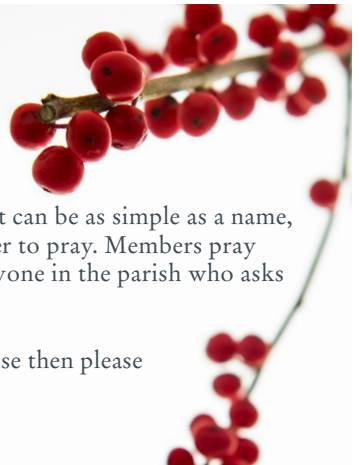 t can be as simple as a name,
er to pray. Members pray
yone in the parish who asks
se then please